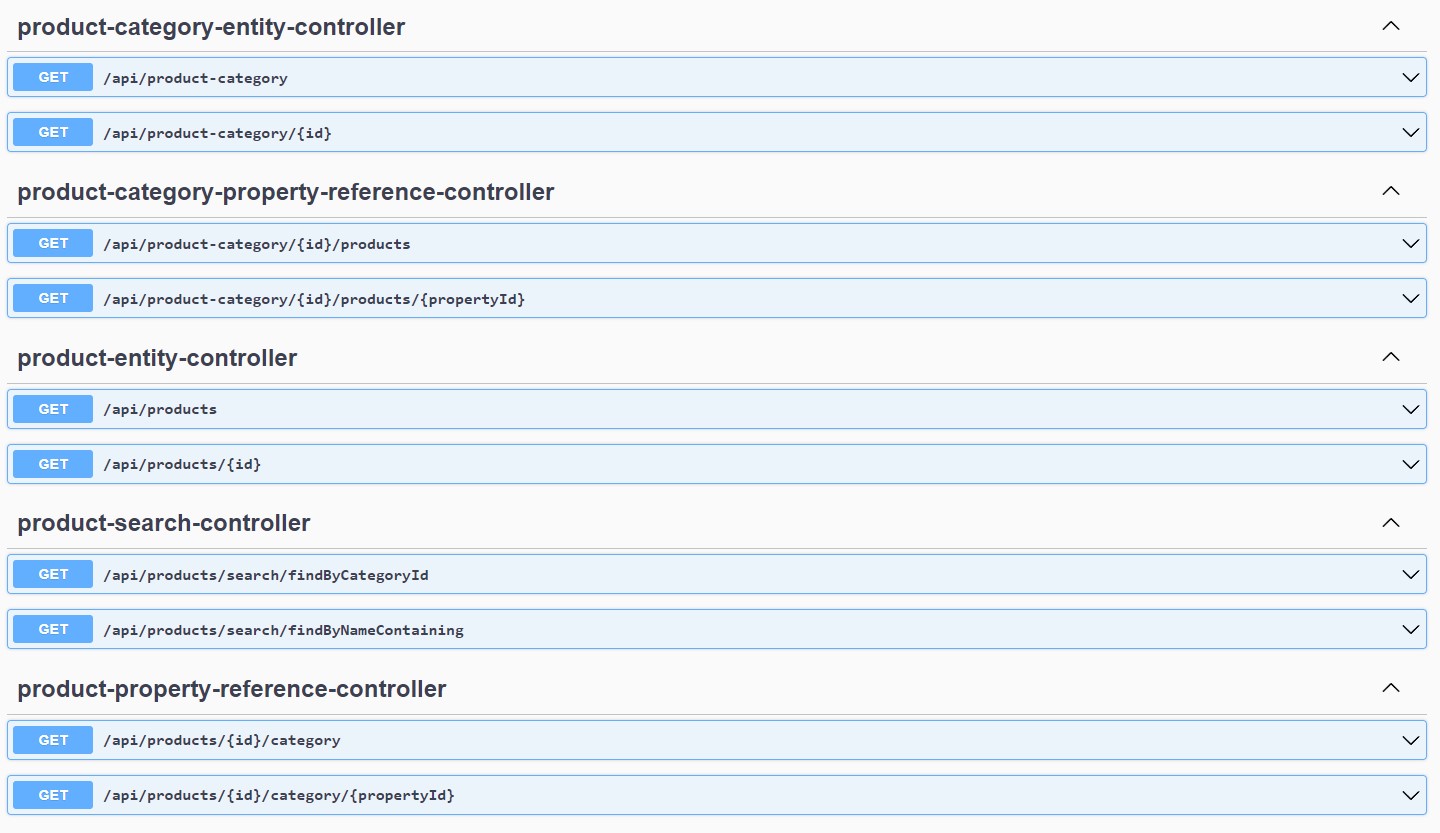 product-category-entity-controller
GET /api/product-category
GET /api/product-category/{id}
product-category-property-reference-controller
GET /api/product-category/{id}/products
GET /api/product-category/{id}/products/{propertyId}
product-entity-controller
GET /api/products
GET /api/products/{id}
product-search-controller
GET /api/products/search/findByCategoryId
GET /api/products/search/findByNameContaining
product-property-reference-controller
GET /api/products/{id}/category
GET /api/products/{id}/category/{propertyId}